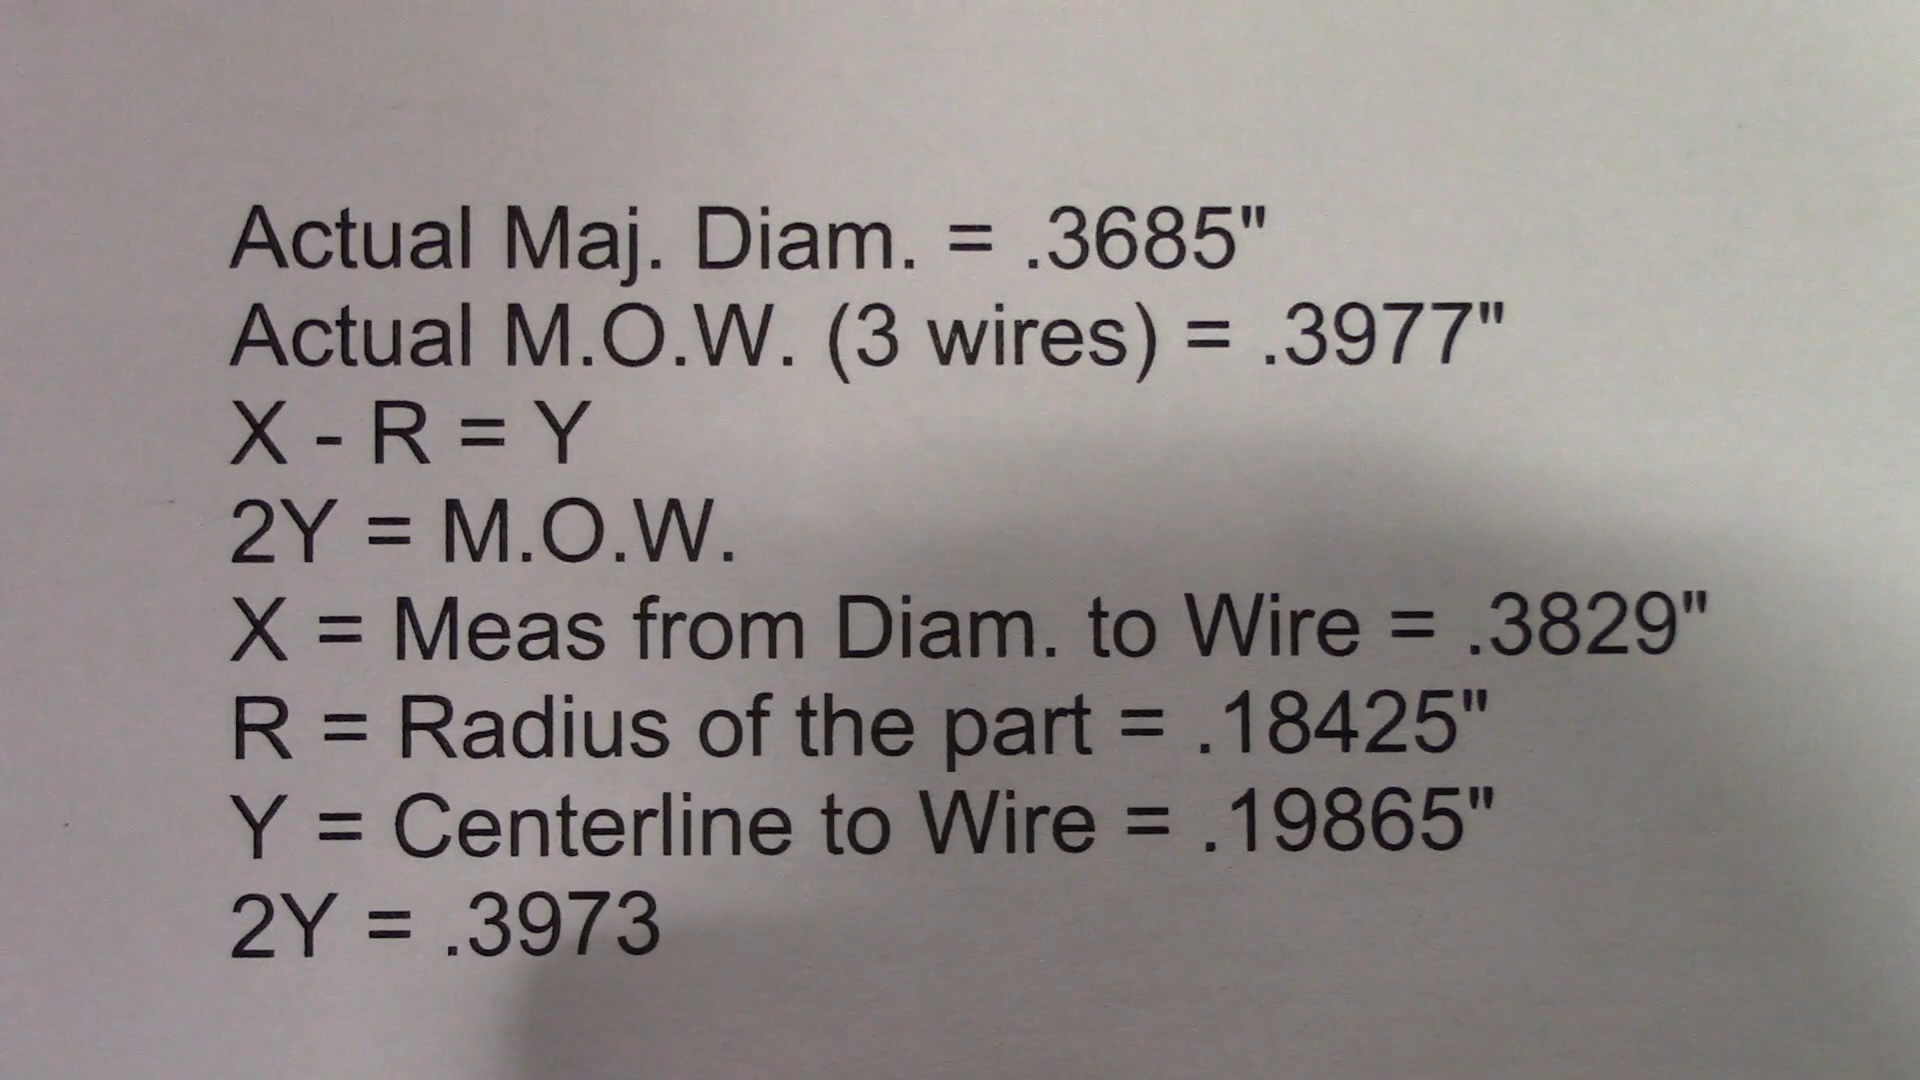 Actual Maj. Diam. = .3685"
Actual M.O.W. (3 wires) = .3977"
X - R = Y
2Y = M.O.W.
X = Meas from Diam. to Wire = .3829"
R = Radius of the part = .18425"
Y = Centerline to Wire = .19865"
2Y = .3973